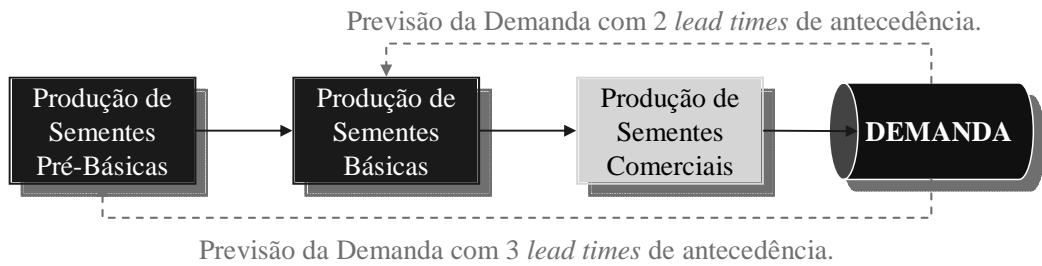 Previsão da Demanda com 2 lead times de antecedência.
Produção de
Sementes
Pré-Básicas
Produção de
Sementes
Básicas
Produção de
Sementes
Comerciais
DEMANDA
Previsão da Demanda com 3 lead times de antecedência.